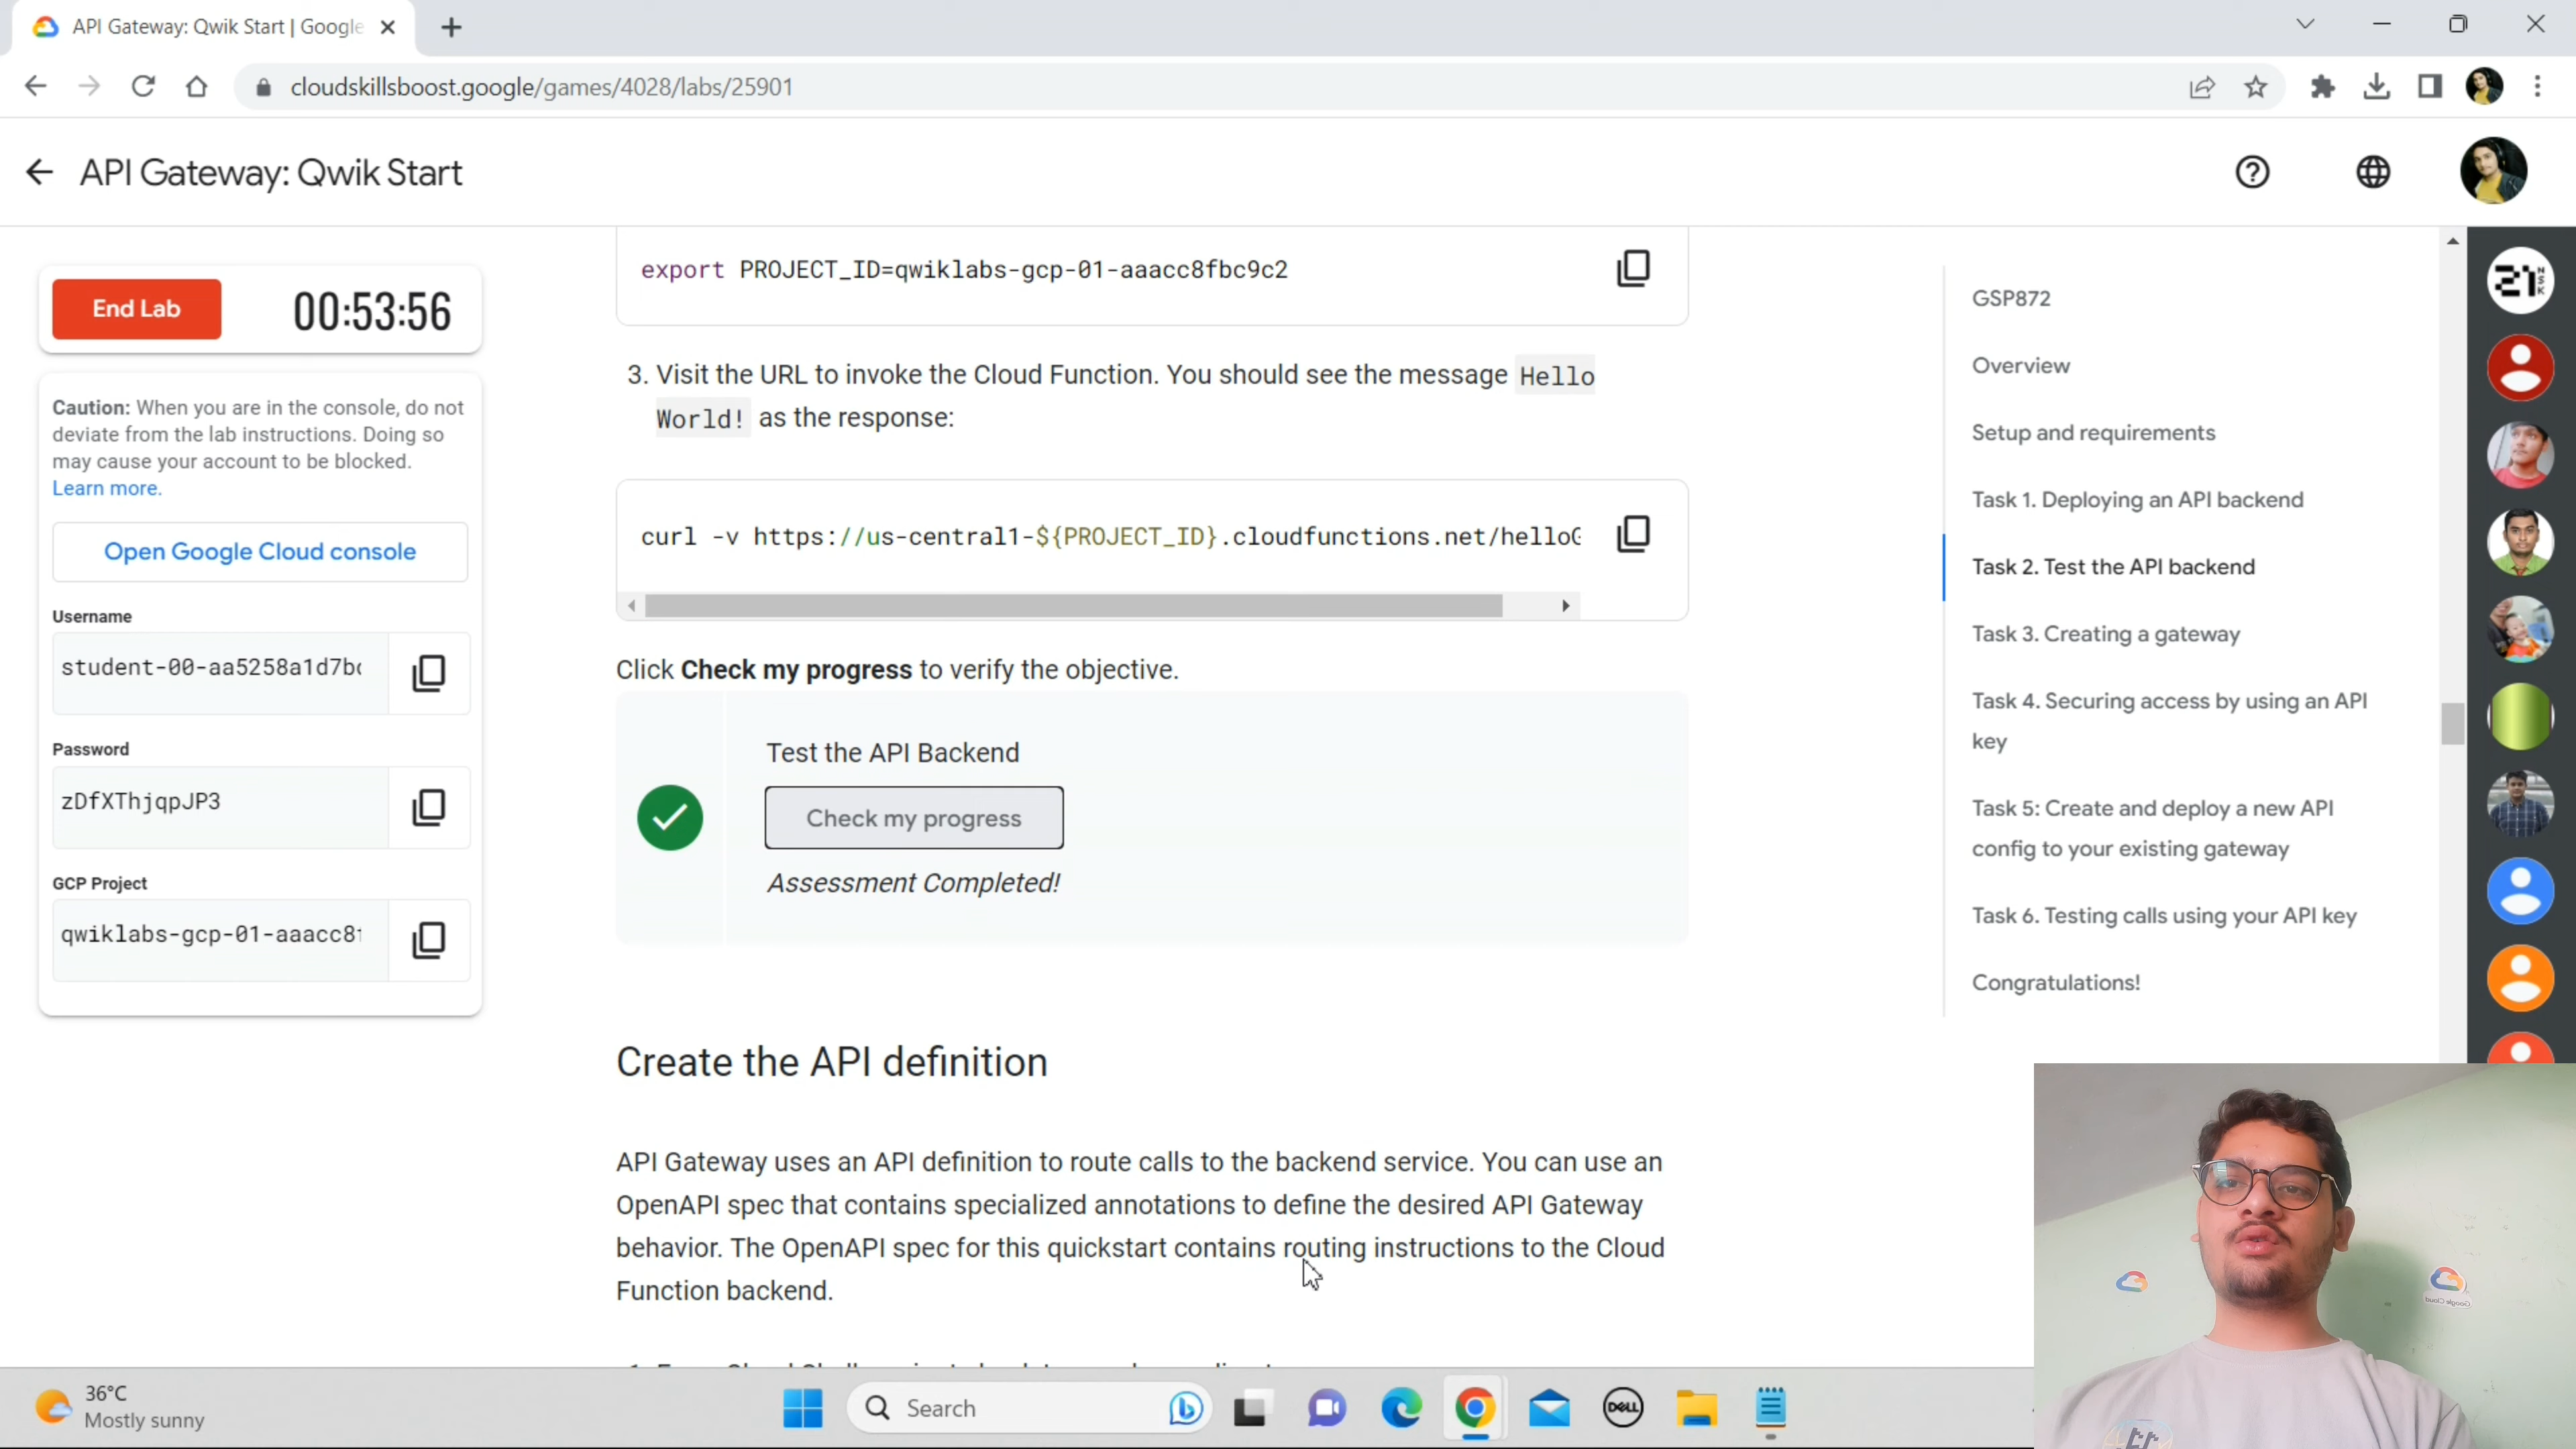 API Gateway: Qwik Start | Google
cloudskillsboost.google/games/4028/labs/25901
API Gateway: Qwik Start
End Lab
00:53:56
Caution: When you are in the console, do not
deviate from the lab instructions. Doing so
may cause your account to be blocked.
Learn more.
Open Google Cloud console
Username
student-00-aa5258a1d7b
Password
zDfXThjqpJP3
GCP Project
qwiklabs-gcp-01-aaacc8f
export PROJECT_ID=qwiklabs-gcp-01-aaacc8fbc9c2
3. Visit the URL to invoke the Cloud Function. You should see the message Hello
World! as the response:
curl -v https://us-central1-${PROJECT_ID}.cloudfunctions.net/helloG
Click Check my progress to verify the objective.
Test the API Backend
Check my progress
Assessment Completed!
Create the API definition
API Gateway uses an API definition to route calls to the backend service. You can use an
OpenAPI spec that contains specialized annotations to define the desired API Gateway
behavior. The OpenAPI spec for this quickstart contains routing instructions to the Cloud
Function backend.
GSP872
Overview
Setup and requirements
Task 1. Deploying an API backend
Task 2. Test the API backend
Task 3. Creating a gateway
Task 4. Securing access by using an API
key
Task 5: Create and deploy a new API
config to your existing gateway
Task 6. Testing calls using your API key
Congratulations!
21
NSK
36°C
Mostly sunny
Search
DELL